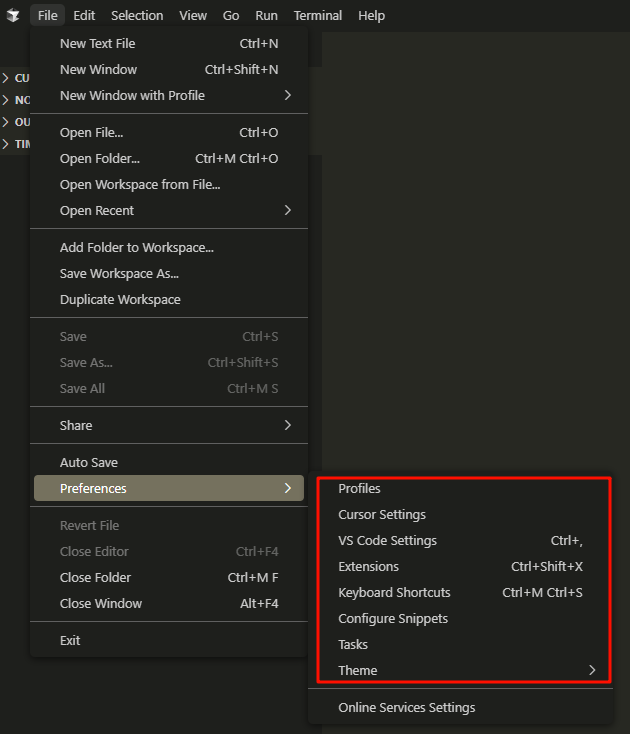 File Edit Selection View Go Run Terminal Help
New Text File Ctrl+N
New Window Ctrl+Shift+N
New Window with Profile
Open File... Ctrl+O
Open Folder... Ctrl+M Ctrl+O
Open Workspace from File...
Open Recent
Add Folder to Workspace...
Save Workspace As...
Duplicate Workspace
Save Ctrl+S
Save As... Ctrl+Shift+S
Save All Ctrl+M S
Share
Auto Save
Preferences
Revert File
Close Editor Ctrl+F4
Close Folder Ctrl+M F
Close Window Alt+F4
Exit
CU
NO
OU
TIM
Profiles
Cursor Settings
VS Code Settings Ctrl+,
Extensions Ctrl+Shift+X
Keyboard Shortcuts Ctrl+M Ctrl+S
Configure Snippets
Tasks
Theme
Online Services Settings